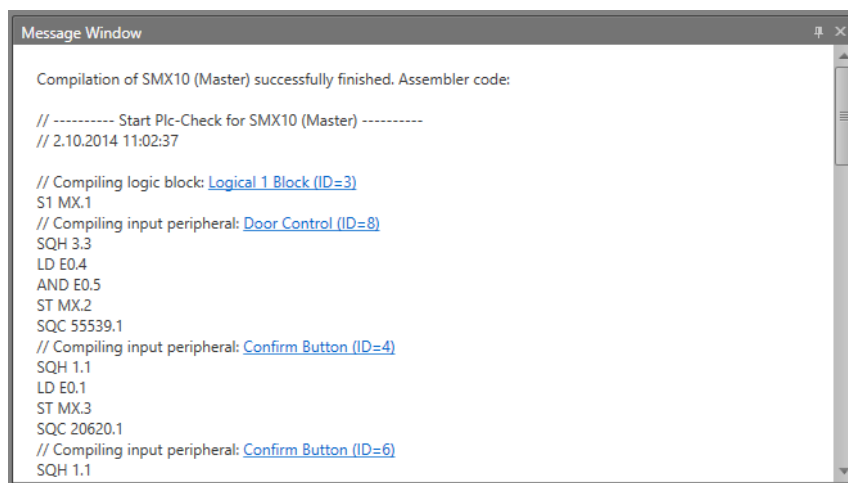 Message Window
Compilation of SMX10 (Master) successfully finished. Assembler code:
// ---------- Start Plc-Check for SMX10 (Master) ----------
// 2.10.2014 11:02:37
// Compiling logic block: Logical 1 Block (ID=3)
S1 MX.1
// Compiling input peripheral: Door Control (ID=8)
SQH 3.3
LD E0.4
AND E0.5
ST MX.2
SQC 55539.1
// Compiling input peripheral: Confirm Button (ID=4)
SQH 1.1
LD E0.1
ST MX.3
SQC 20620.1
// Compiling input peripheral: Confirm Button (ID=6)
SQH 1.1